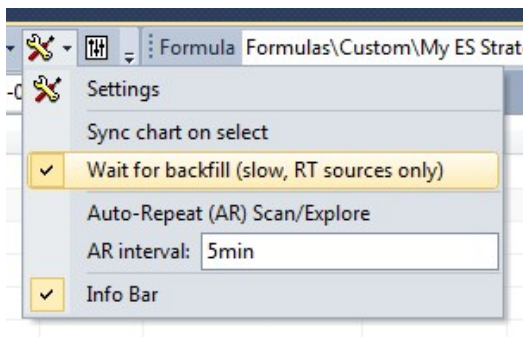 Formula Formulas\Custom\My ES Strat
Settings
Sync chart on select
Wait for backfill (slow, RT sources only)
Auto-Repeat (AR) Scan/Explore
AR interval: 5min
Info Bar